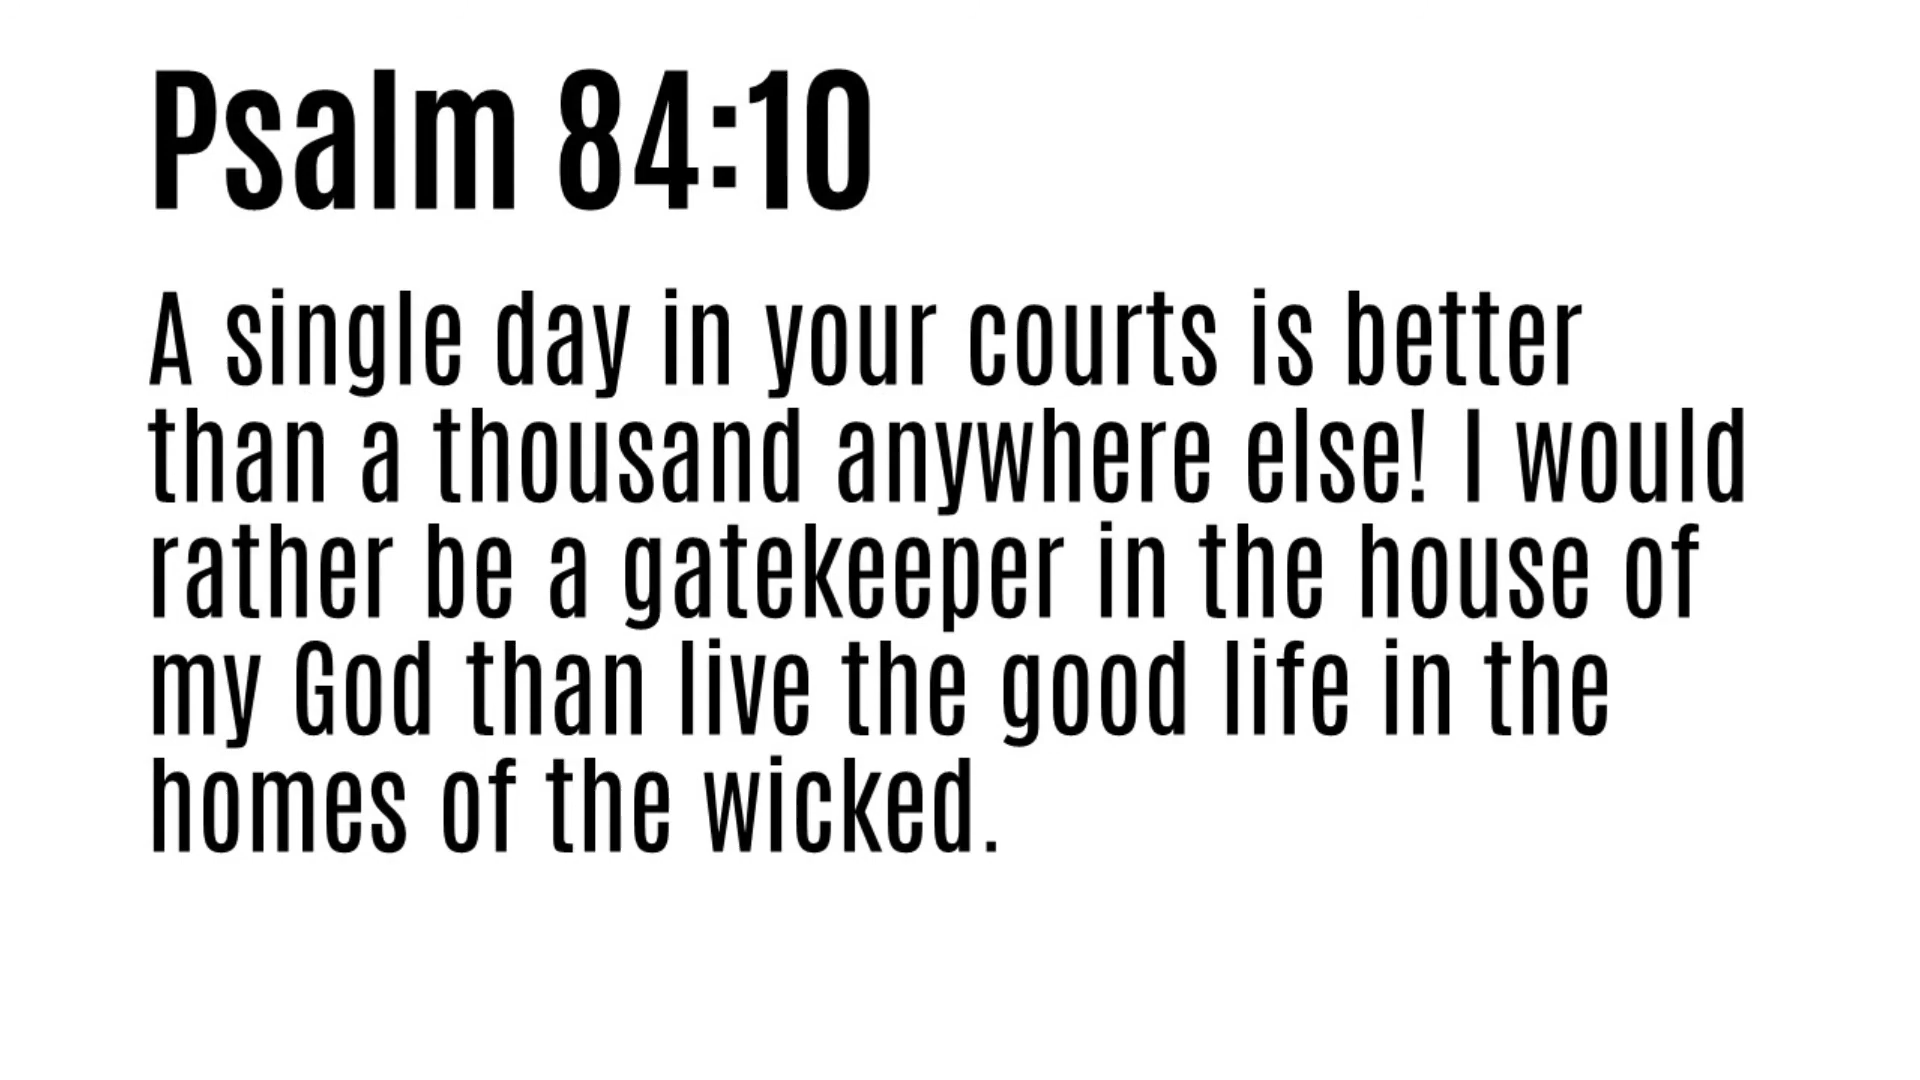 Psalm 84:10
A single day in your courts is better
than a thousand anywhere else! I would
rather be a gatekeeper in the house of
my God than live the good life in the
homes of the wicked.